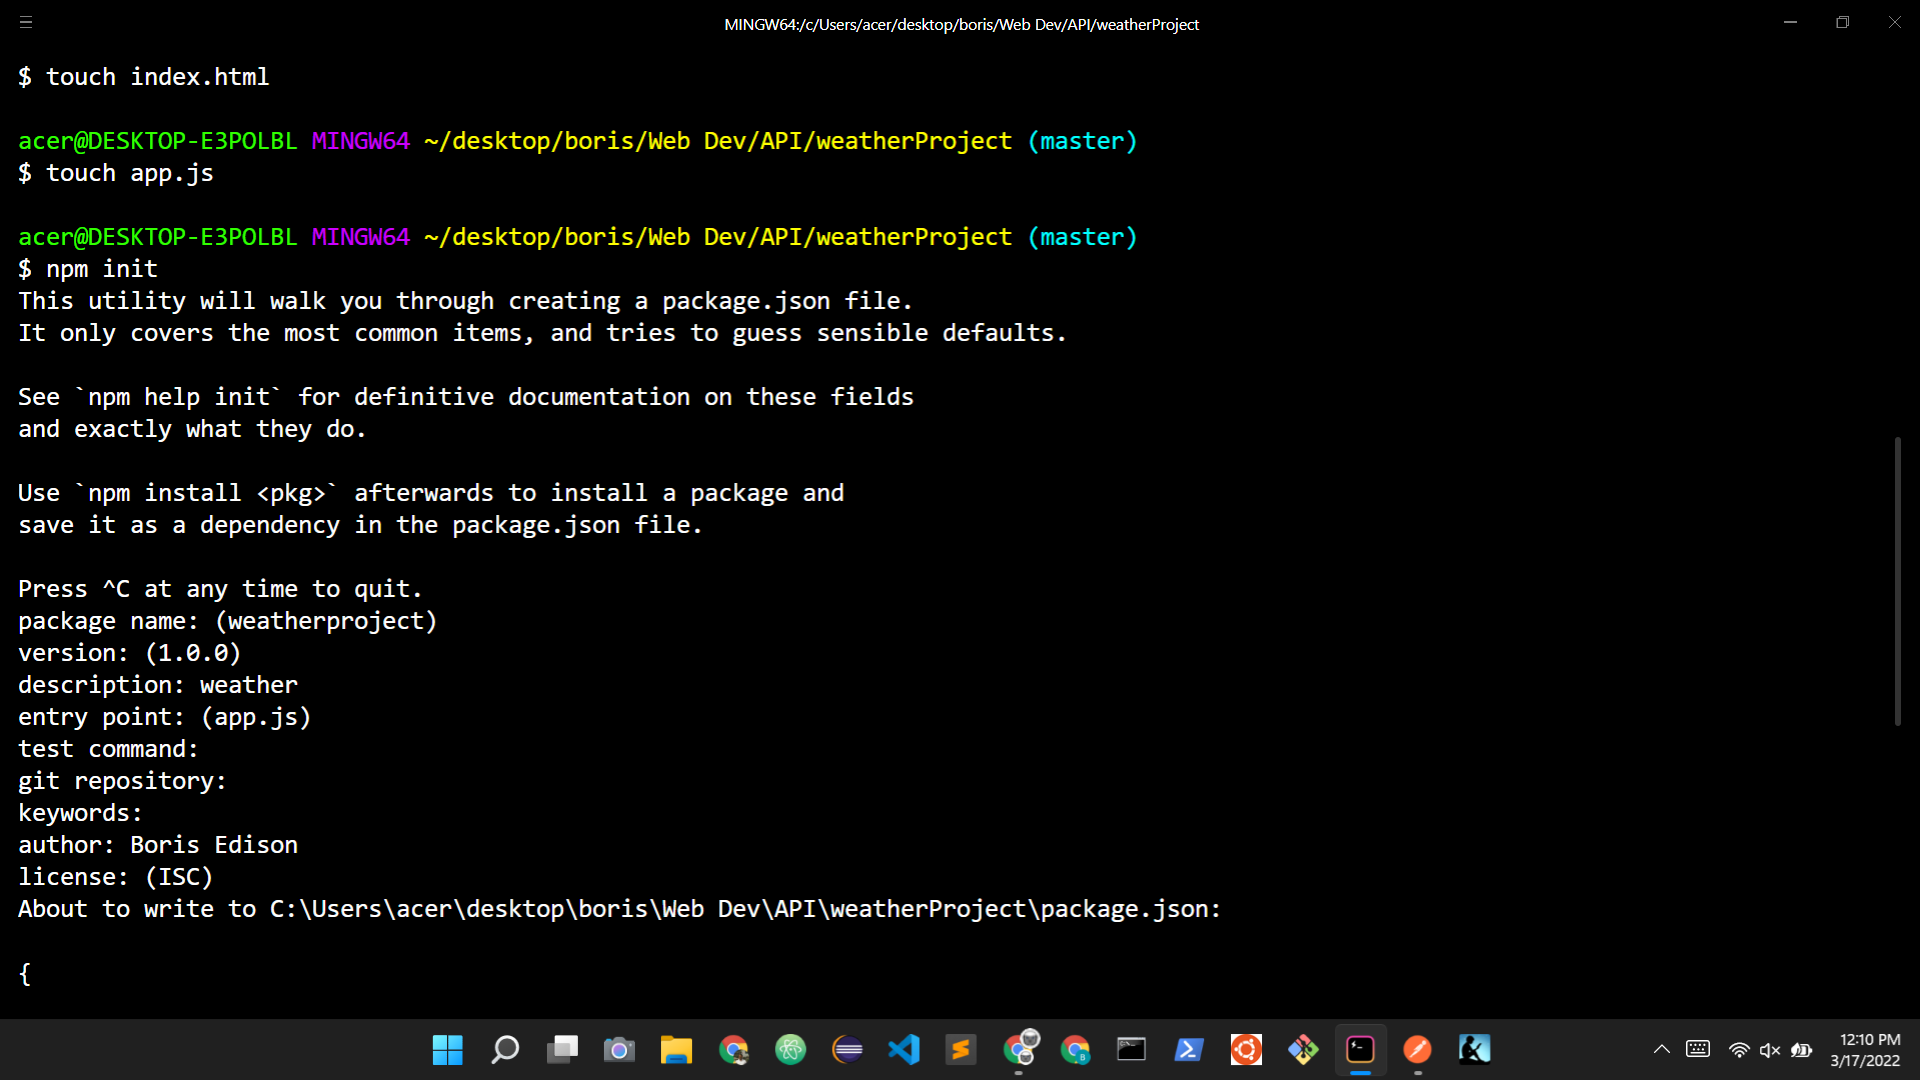 MINGW64:/c/Users/acer/desktop/boris/Web Dev/API/weatherProject
$ touch index.html
acer@DESKTOP-E3POLBL MINGW64 ~/desktop/boris/Web Dev/API/weatherProject (master)
$ touch app.js
acer@DESKTOP-E3POLBL MINGW64 ~/desktop/boris/Web Dev/API/weatherProject (master)
$ npm init
This utility will walk you through creating a package.json file.
It only covers the most common items, and tries to guess sensible defaults.
See `npm help init` for definitive documentation on these fields
and exactly what they do.
Use `npm install <pkg>` afterwards to install a package and
save it as a dependency in the package.json file.
Press ^C at any time to quit.
package name: (weatherproject)
version: (1.0.0)
description: weather
entry point: (app.js)
test command:
git repository:
keywords:
author: Boris Edison
license: (ISC)
About to write to C:\Users\acer\desktop\boris\Web Dev\API\weatherProject\package.json:
{
12:10 PM
3/17/2022